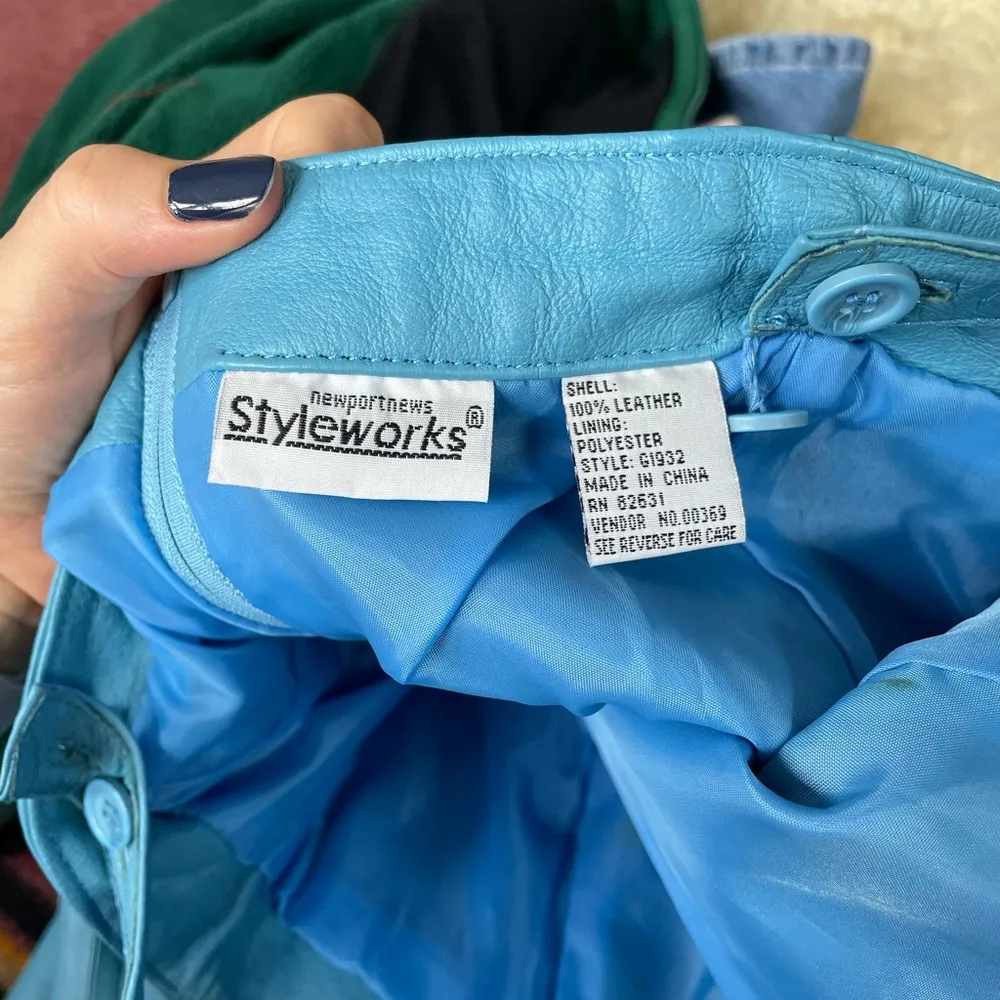 newportnews
Styleworks®
SHELL:
100% LEATHER
LINING:
POLYESTER
STYLE: G1932
MADE IN CHINA
RN 82631
VENDOR NO.00369
SEE REVERSE FOR CARE